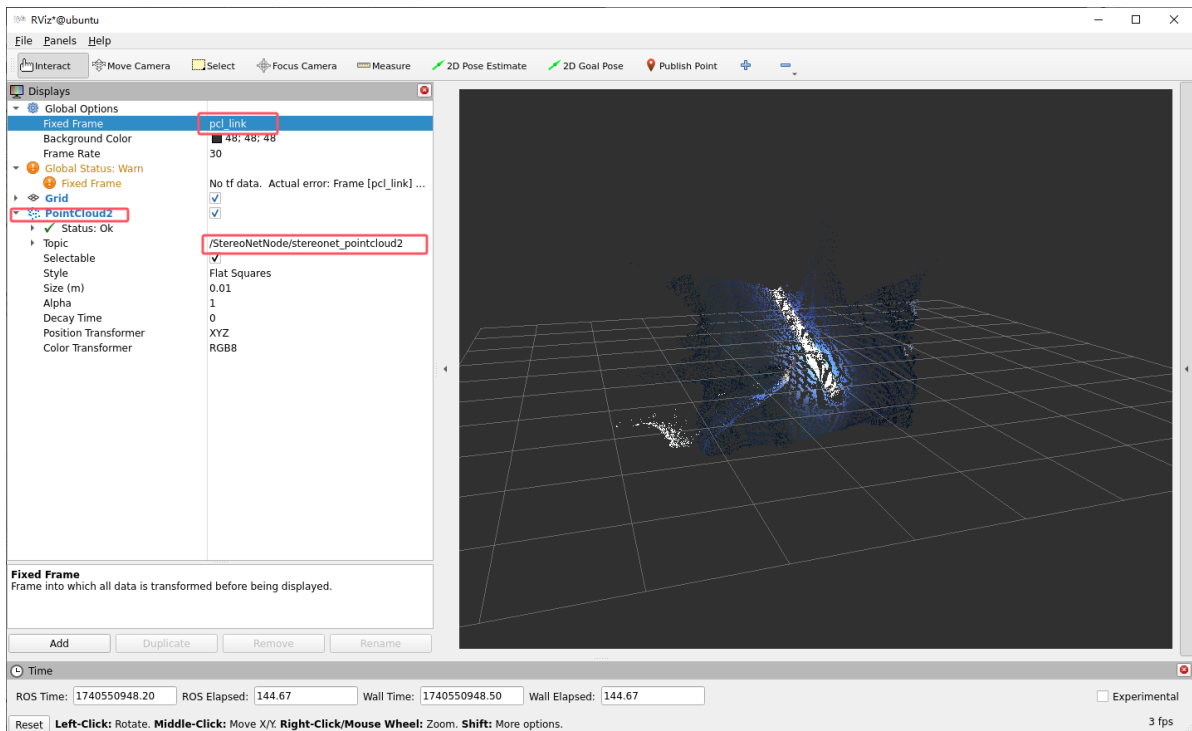 RViz*@ubuntu
File Panels Help
Interact Move Camera Select Focus Camera Measure 2D Pose Estimate 2D Goal Pose Publish Point
Displays
Global Options
Fixed Frame pcl_link
Background Color 48; 48; 48
Frame Rate 30
Global Status: Warn
Fixed Frame No tf data. Actual error: Frame [pcl_link] ...
Grid
PointCloud2
Status: Ok
Topic /StereoNetNode/stereonet_pointcloud2
Selectable
Style Flat Squares
Size (m) 0.01
Alpha 1
Decay Time 0
Position Transformer XYZ
Color Transformer RGB8
Fixed Frame
Frame into which all data is transformed before being displayed.
Add Duplicate Remove Rename
Time
ROS Time: 1740550948.20 ROS Elapsed: 144.67 Wall Time: 1740550948.50 Wall Elapsed: 144.67 Experimental
Reset Left-Click: Rotate. Middle-Click: Move X/Y. Right-Click/Mouse Wheel: Zoom. Shift: More options. 3 fps